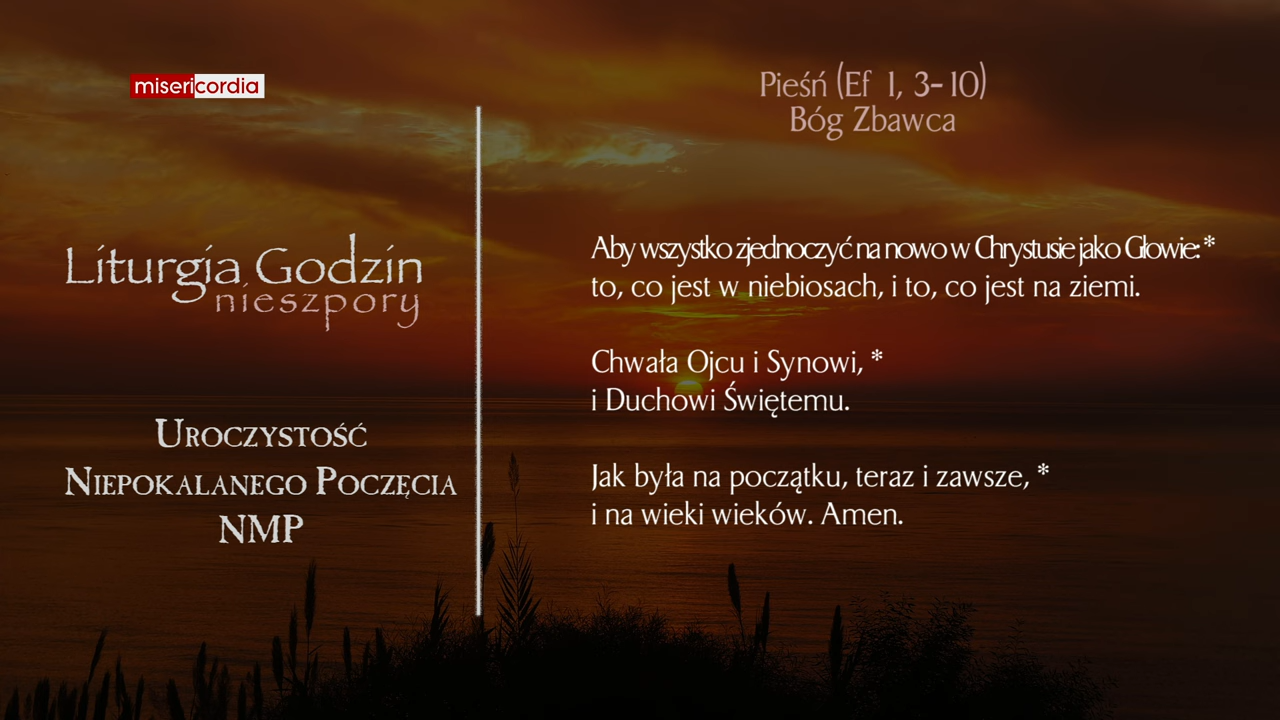 misericordia
Liturgia Godzin
nieszpory
Uroczystość
Niepokalanego Poczęcia
NMP
Pieśń (Ef 1, 3-10)
Bóg Zbawca
Aby wszystko zjednoczyć na nowo w Chrystusie jako Głowie: *
to, co jest w niebiosach, i to, co jest na ziemi.
Chwała Ojcu i Synowi, *
i Duchowi Świętemu.
Jak była na początku, teraz i zawsze, *
i na wieki wieków. Amen.